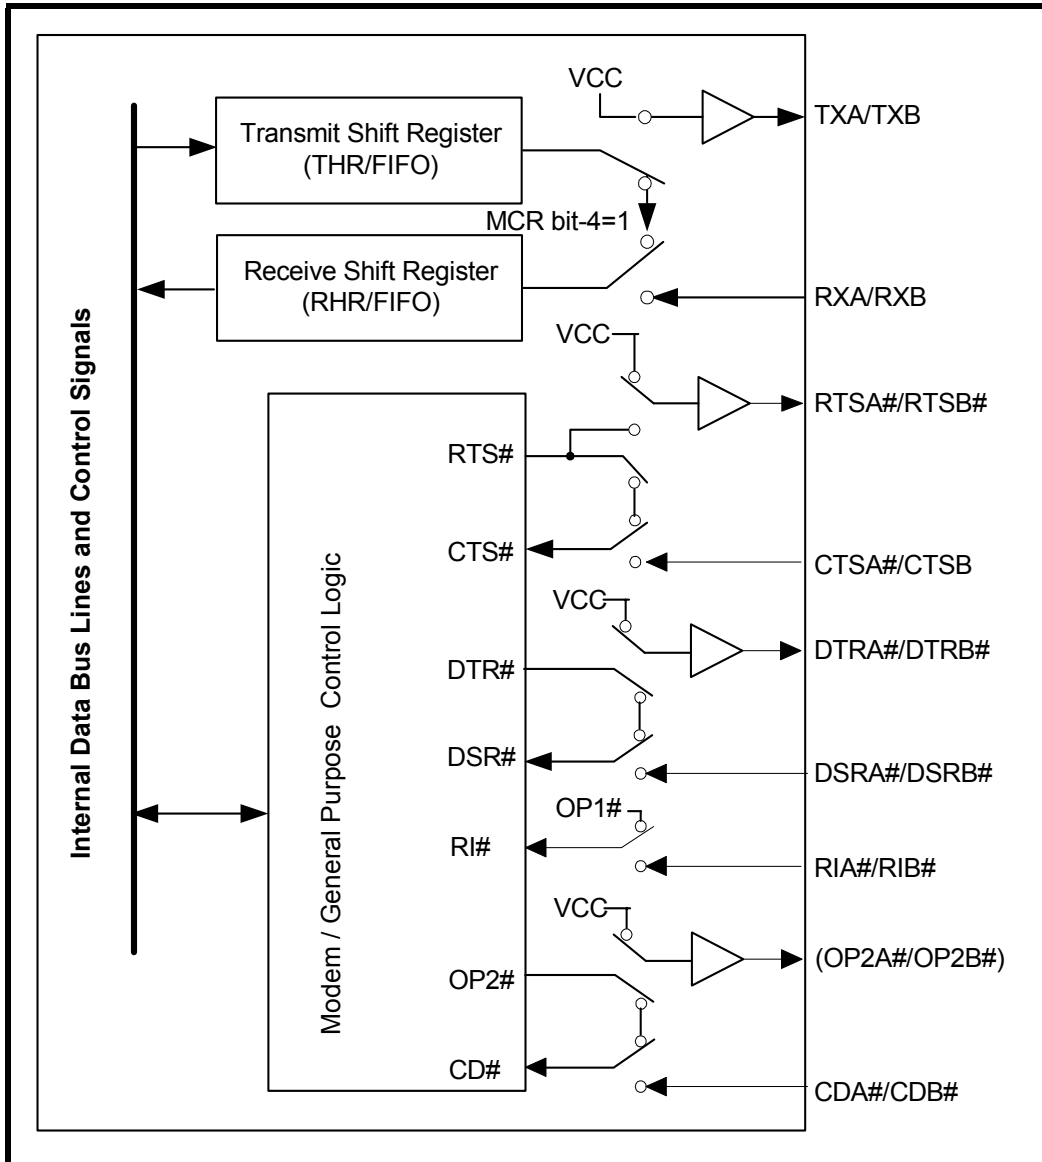 VCC
TXA/TXB
Transmit Shift Register
(THR/FIFO)
MCR bit-4=1
Receive Shift Register
(RHR/FIFO)
RXA/RXB
VCC
RTSA#/RTSB#
RTS#
CTS#
CTSA#/CTSB
VCC
DTRA#/DTRB#
DTR#
DSR#
DSRA#/DSRB#
OP1#
RI#
RIA#/RIB#
VCC
(OP2A#/OP2B#)
OP2#
CD#
CDA#/CDB#
Internal Data Bus Lines and Control Signals
Modem / General Purpose Control Logic